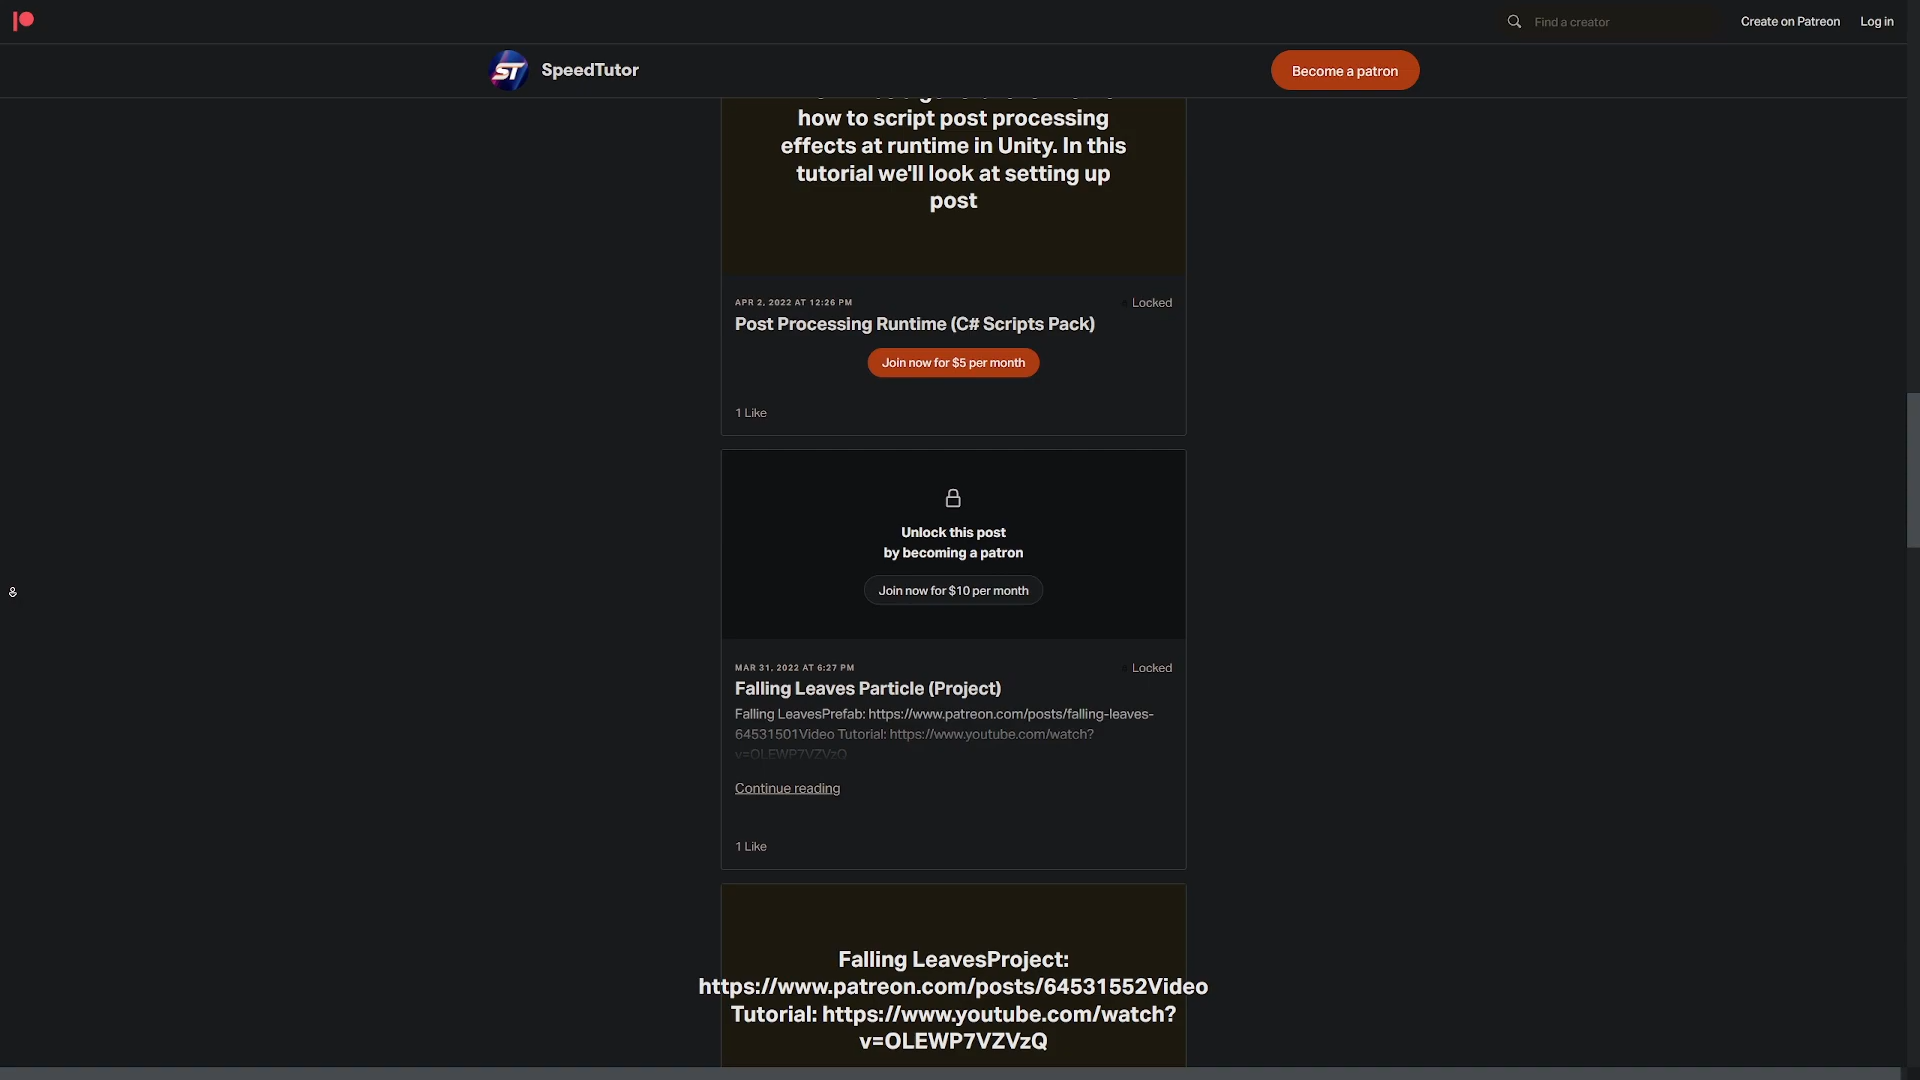 Find a creator
Create on Patreon
Log in
ST
SpeedTutor
Become a patron
how to script post processing
effects at runtime in Unity. In this
tutorial we'll look at setting up
post
APR 2, 2022 AT 12:26 PM
Locked
Post Processing Runtime (C# Scripts Pack)
Join now for $5 per month
1 Like
Unlock this post
by becoming a patron
Join now for $10 per month
MAR 31, 2022 AT 6:27 PM
Locked
Falling Leaves Particle (Project)
Falling LeavesPrefab: https://www.patreon.com/posts/falling-leaves-
64531501Video Tutorial: https://www.youtube.com/watch?
v=OLEWP7VZVzQ
Continue reading
1 Like
Falling LeavesProject:
https://www.patreon.com/posts/64531552Video
Tutorial: https://www.youtube.com/watch?
v=OLEWP7VZVzQ